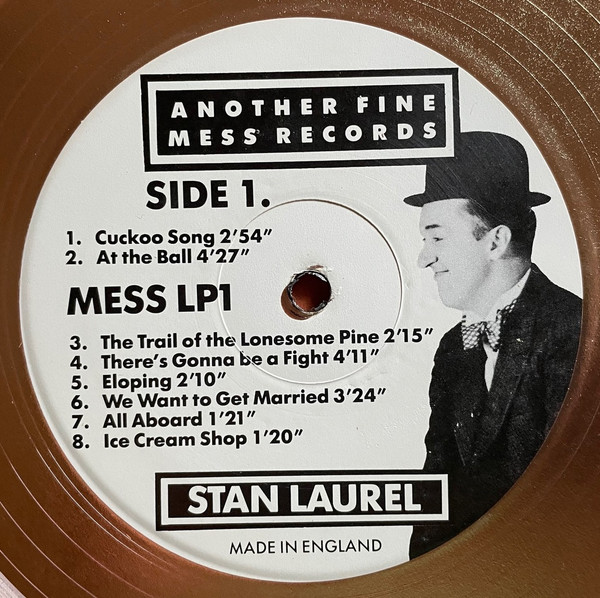 ANOTHER FINE
MESS RECORDS
SIDE 1.
1. Cuckoo Song 2'54"
2. At the Ball 4'27"
MESS LP1
3. The Trail of the Lonesome Pine 2'15"
4. There's Gonna be a Fight 4'11"
5. Eloping 2'10"
6. We Want to Get Married 3'24"
7. All Aboard 1'21"
8. Ice Cream Shop 1'20"
STAN LAUREL
MADE IN ENGLAND